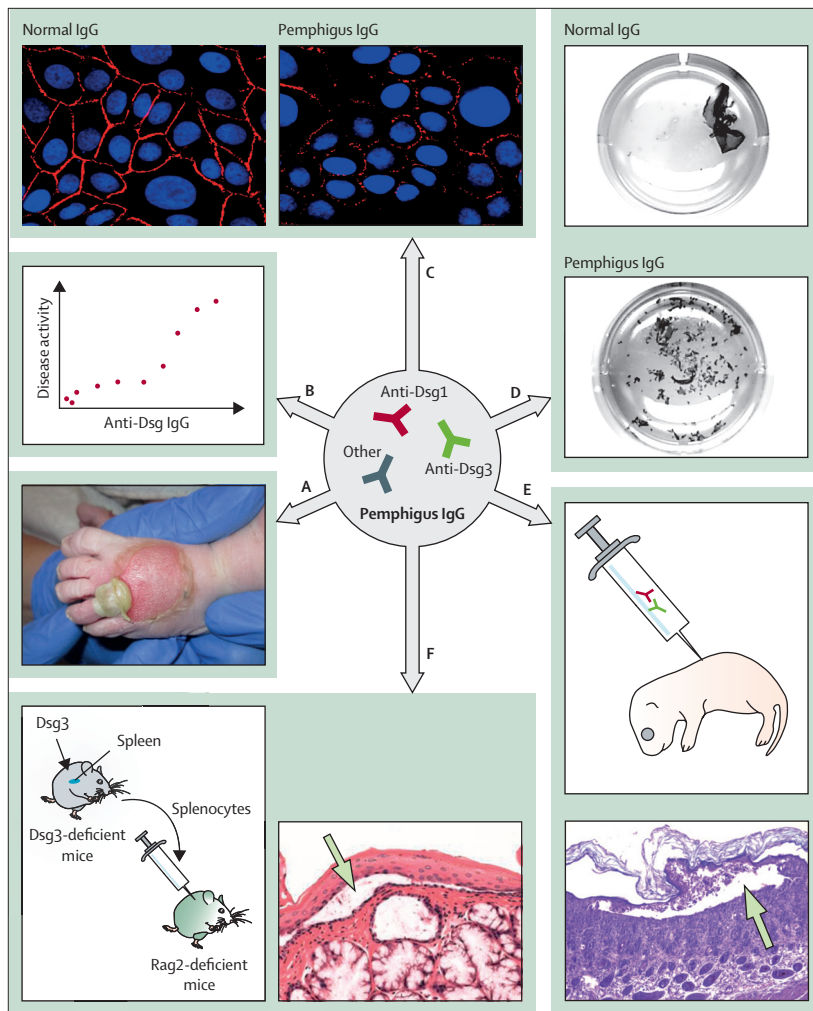 Normal IgG
Pemphigus IgG
Normal IgG
Pemphigus IgG
C
Disease activity
Anti-Dsg IgG
B
D
Anti-Dsg1
Anti-Dsg3
Other
Pemphigus IgG
A
E
F
Dsg3
Spleen
Splenocytes
Dsg3-deficient
mice
Rag2-deficient
mice